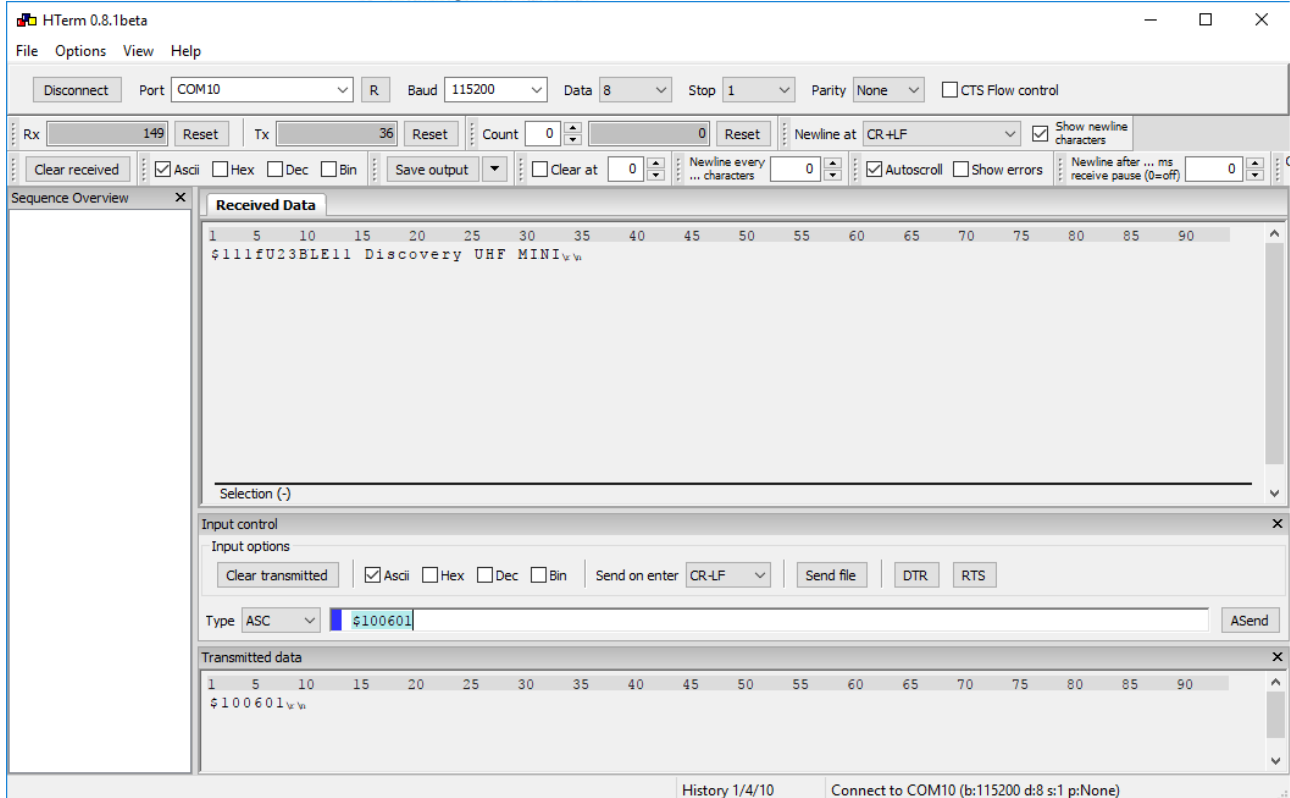 HTerm 0.8.1beta
File Options View Help
Disconnect Port COM10 R Baud 115200 Data 8 Stop 1 Parity None CTS Flow control
Rx 149 Reset Tx 36 Reset Count 0 0 Reset Newline at CR+LF Show newline characters
Clear received Ascii Hex Dec Bin Save output Clear at 0 Newline every ... characters 0 Autoscroll Show errors Newline after ... ms receive pause (0=off) 0
Sequence Overview X Received Data
1 5 10 15 20 25 30 35 40 45 50 55 60 65 70 75 80 85 90
$111fU23BLE11 Discovery UHF MINI\r\n
Selection (-)
Input control
Input options
Clear transmitted Ascii Hex Dec Bin Send on enter CR-LF Send file DTR RTS
Type ASC $100601 ASend
Transmitted data
1 5 10 15 20 25 30 35 40 45 50 55 60 65 70 75 80 85 90
$100601\r\n
History 1/4/10 Connect to COM10 (b:115200 d:8 s:1 p:None)